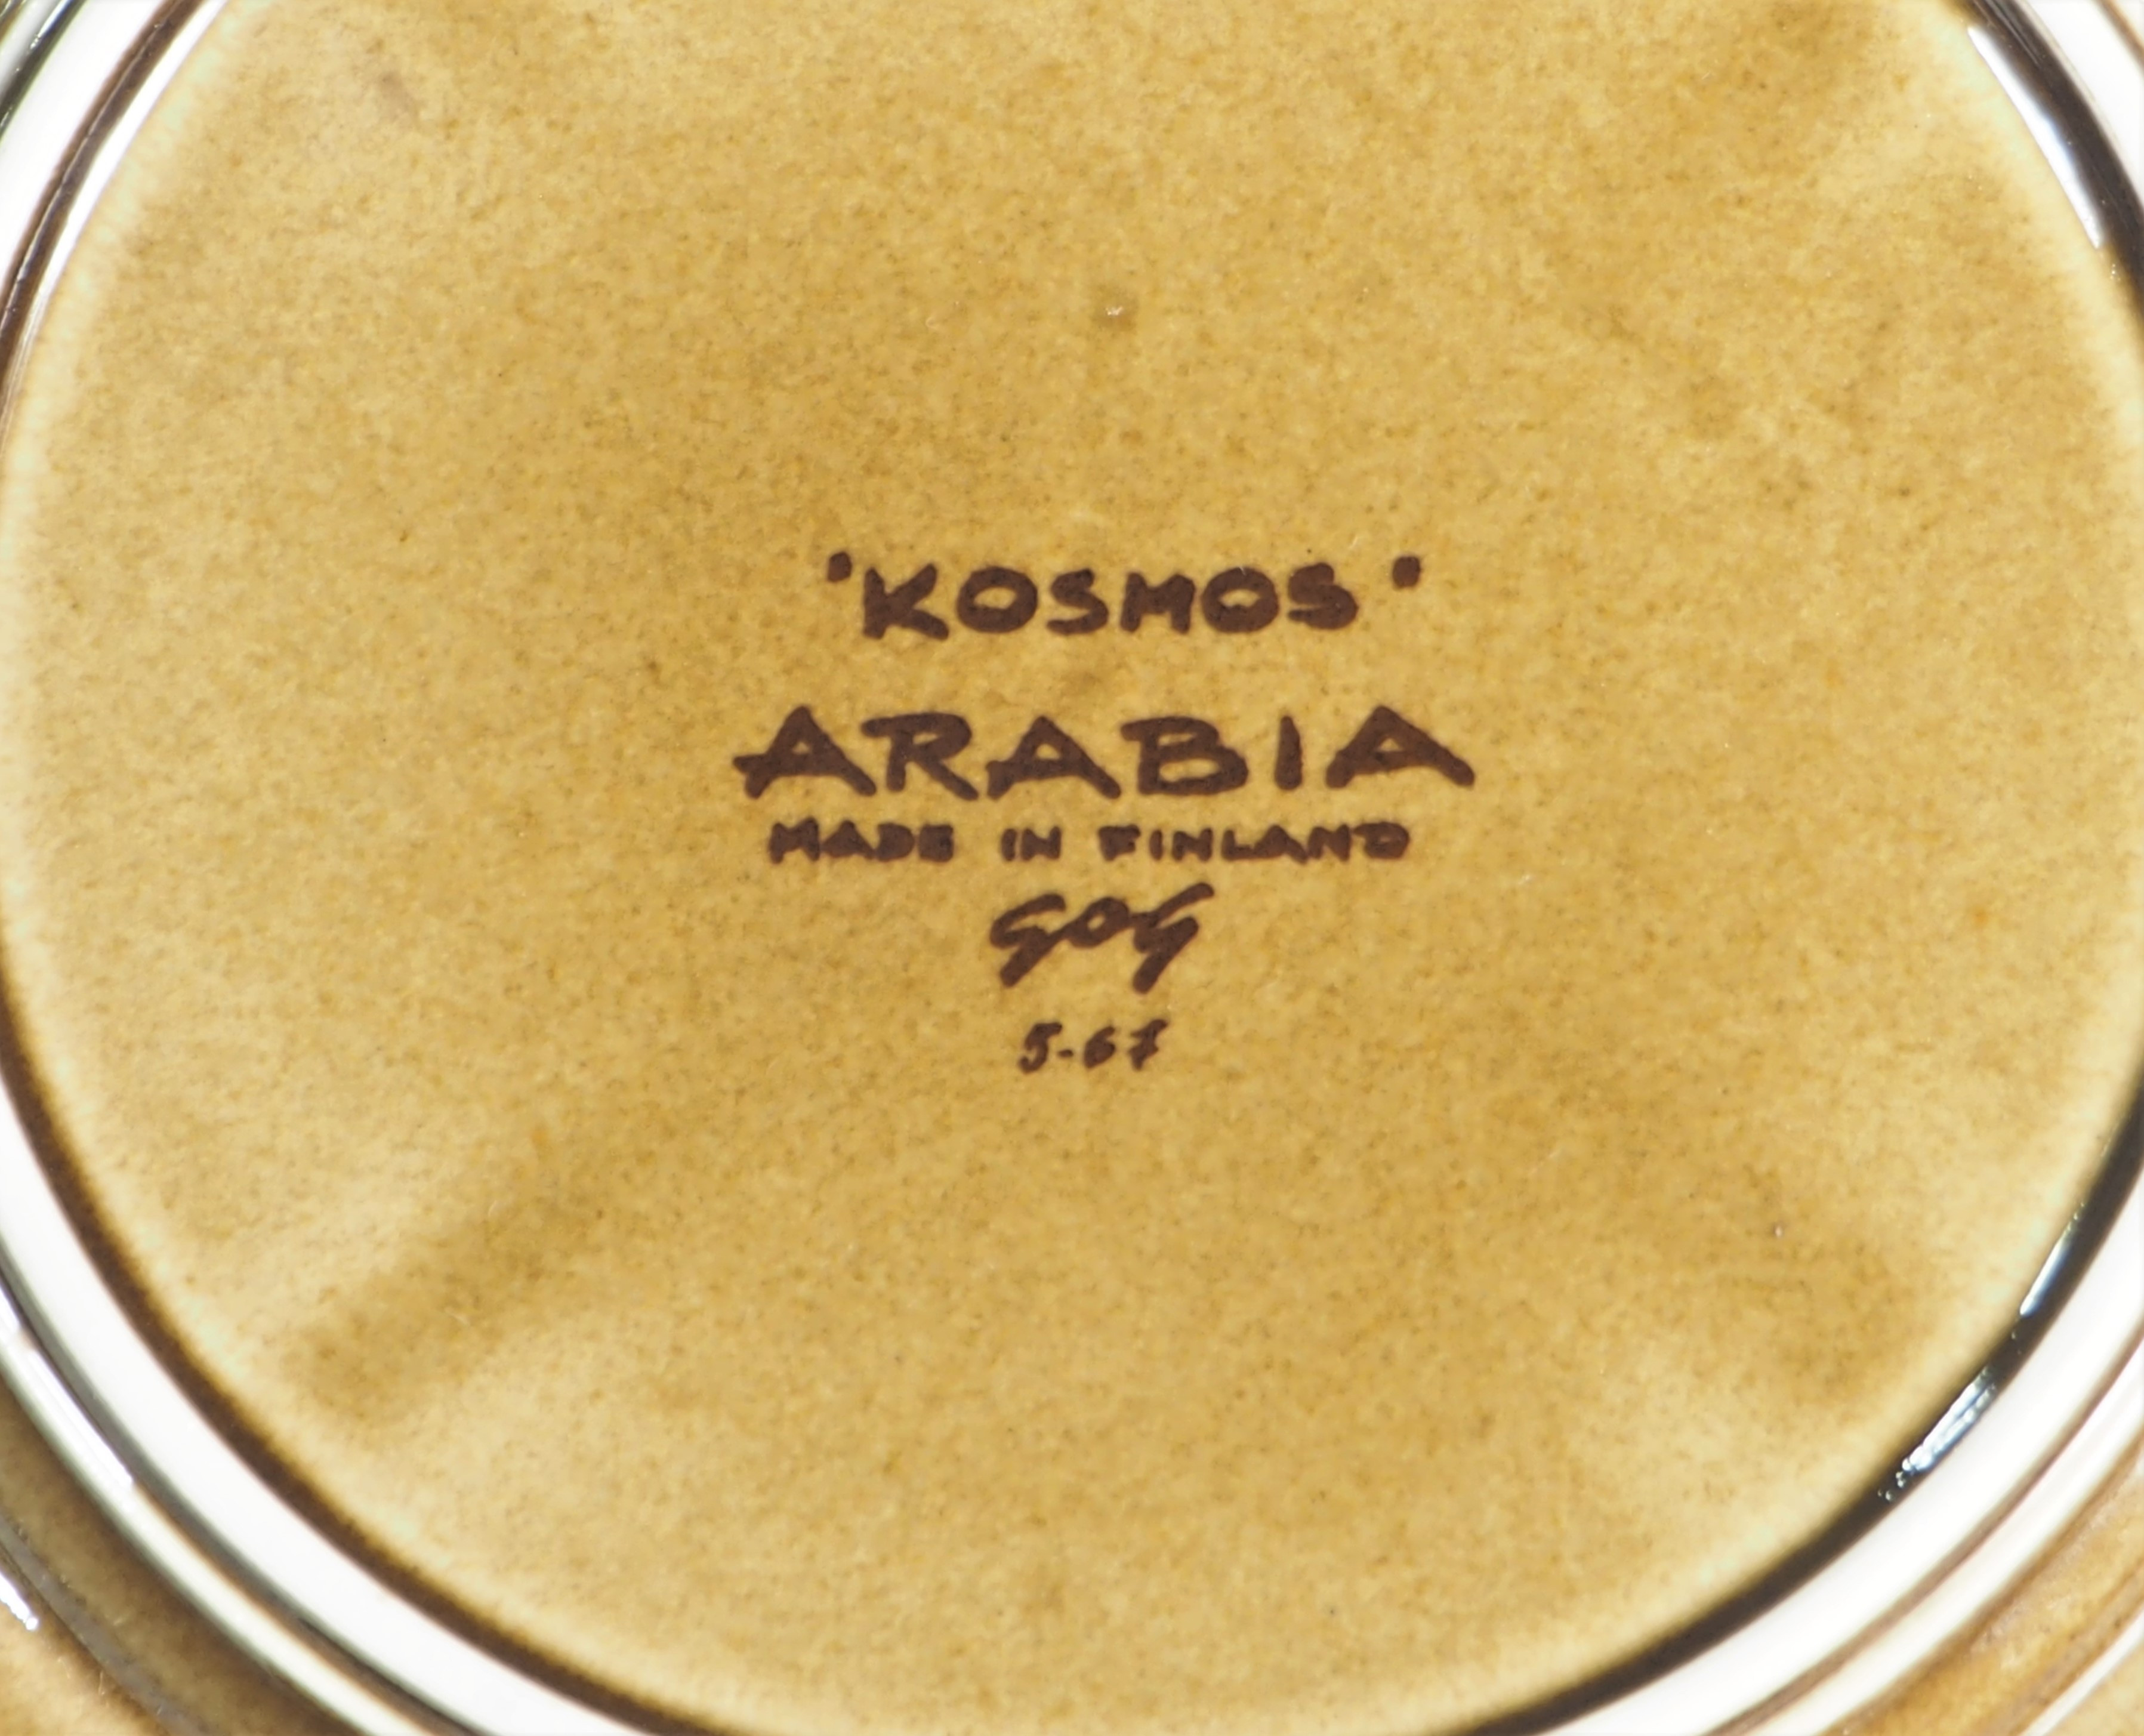 'KOSMOS'
ARABIA
MADE IN FINLAND
GOG
5-67